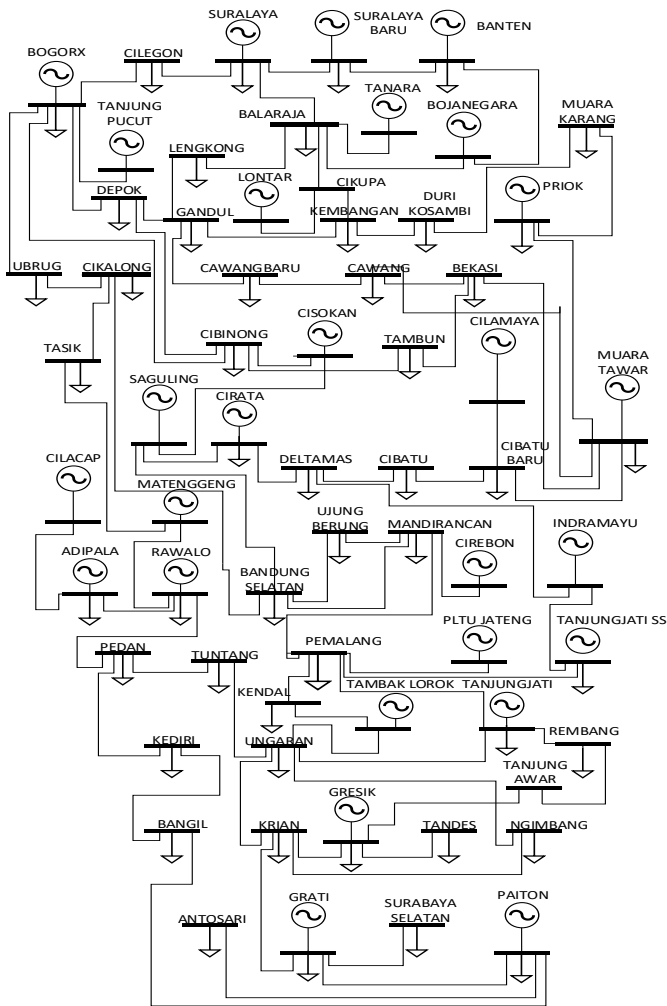 SURALAYA
SURALAYA
BARU
BANTEN
BOGORX
CILEGON
TANJUNG
PUCUT
BALARAJA
TANARA
BOJANEGARA
MUARA
KARANG
LENGKONG
DEPOK
LONTAR
GANDUL
CIKUPA
KEMBANGAN
DURI
KOSAMBI
PRIOK
UBRUG
CIKALONG
CAWANGBARU
CAWANG
BEKASI
TASIK
CIBINONG
CISOKAN
TAMBUN
CILAMAYA
MUARA
TAWAR
SAGULING
CIRATA
CILACAP
MATENGGENG
DELTAMAS
CIBATU
CIBATU
BARU
UJUNG
BERUNG
MANDIRANCAN
INDRAMAYU
ADIPALA
RAWALO
BANDUNG
SELATAN
CIREBON
PEDAN
TUNTANG
PEMALANG
PLTU JATENG
TANJUNGJATI SS
KENDAL
TAMBAK LOROK
TANJUNGJATI
KEDIRI
UNGARAN
REMBANG
TANJUNG
AWAR
GRESIK
BANGIL
KRIAN
TANDES
NGIMBANG
ANTOSARI
GRATI
SURABAYA
SELATAN
PAITON